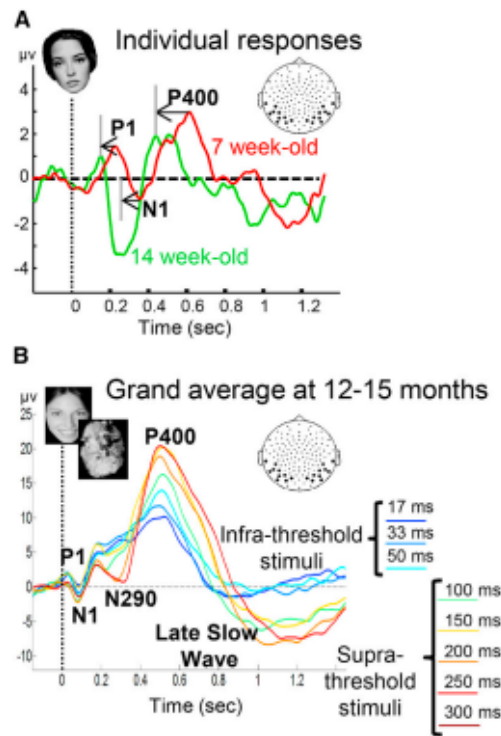 A
Individual responses
μv
P400
P1
4
2
0
-2
-4
7 week-old
N1
14 week-old
0 0.2 0.4 0.6 0.8 1 1.2
Time (sec)
B
Grand average at 12-15 months
μv
25
20
15
10
5
0
-5
-10
P400
P1
N1
N290
Late Slow
Wave
0 0.2 0.4 0.6 0.8 1 1.2
Time (sec)
Infra-threshold
stimuli
17 ms
33 ms
50 ms
Supra-
threshold
stimuli
100 ms
150 ms
200 ms
250 ms
300 ms